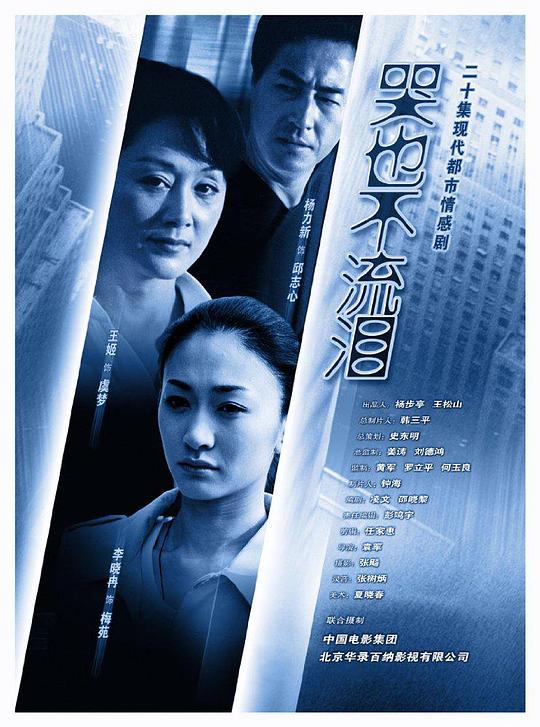 二十集现代都市情感剧
哭也不流泪
杨力新 饰 邱志心
王姬 饰 虞梦
李晓冉 饰 梅苑
出品人：杨步亭 王松山
总制片人：韩三平
总策划：史东明
总监制：姜涛 刘德鸿
监制：黄军 罗立平 何玉良
制片人：钟海
编剧：凌文 邵晓黎
责任编辑：彭鸣宇
剪辑：任家惠
导演：袁军
摄影：张飚
录音：张树炳
美术：夏晓春
联合摄制
中国电影集团
北京华录百纳影视有限公司